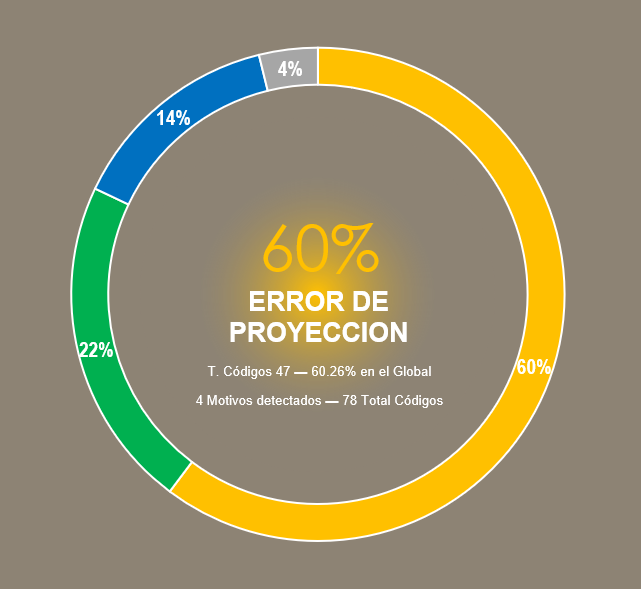 4%
14%
60%
ERROR DE
PROYECCION
22%
60%
T. Códigos 47 — 60.26% en el Global
4 Motivos detectados — 78 Total Códigos